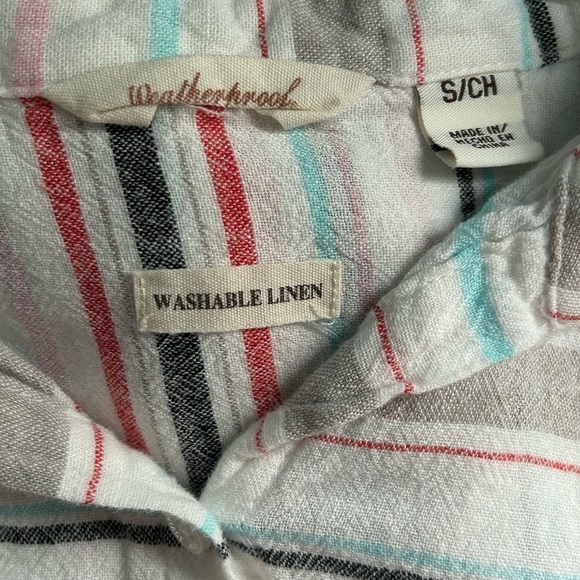 Weatherproof
S/CH
MADE IN/
HECHO EN
CHINA
WASHABLE LINEN